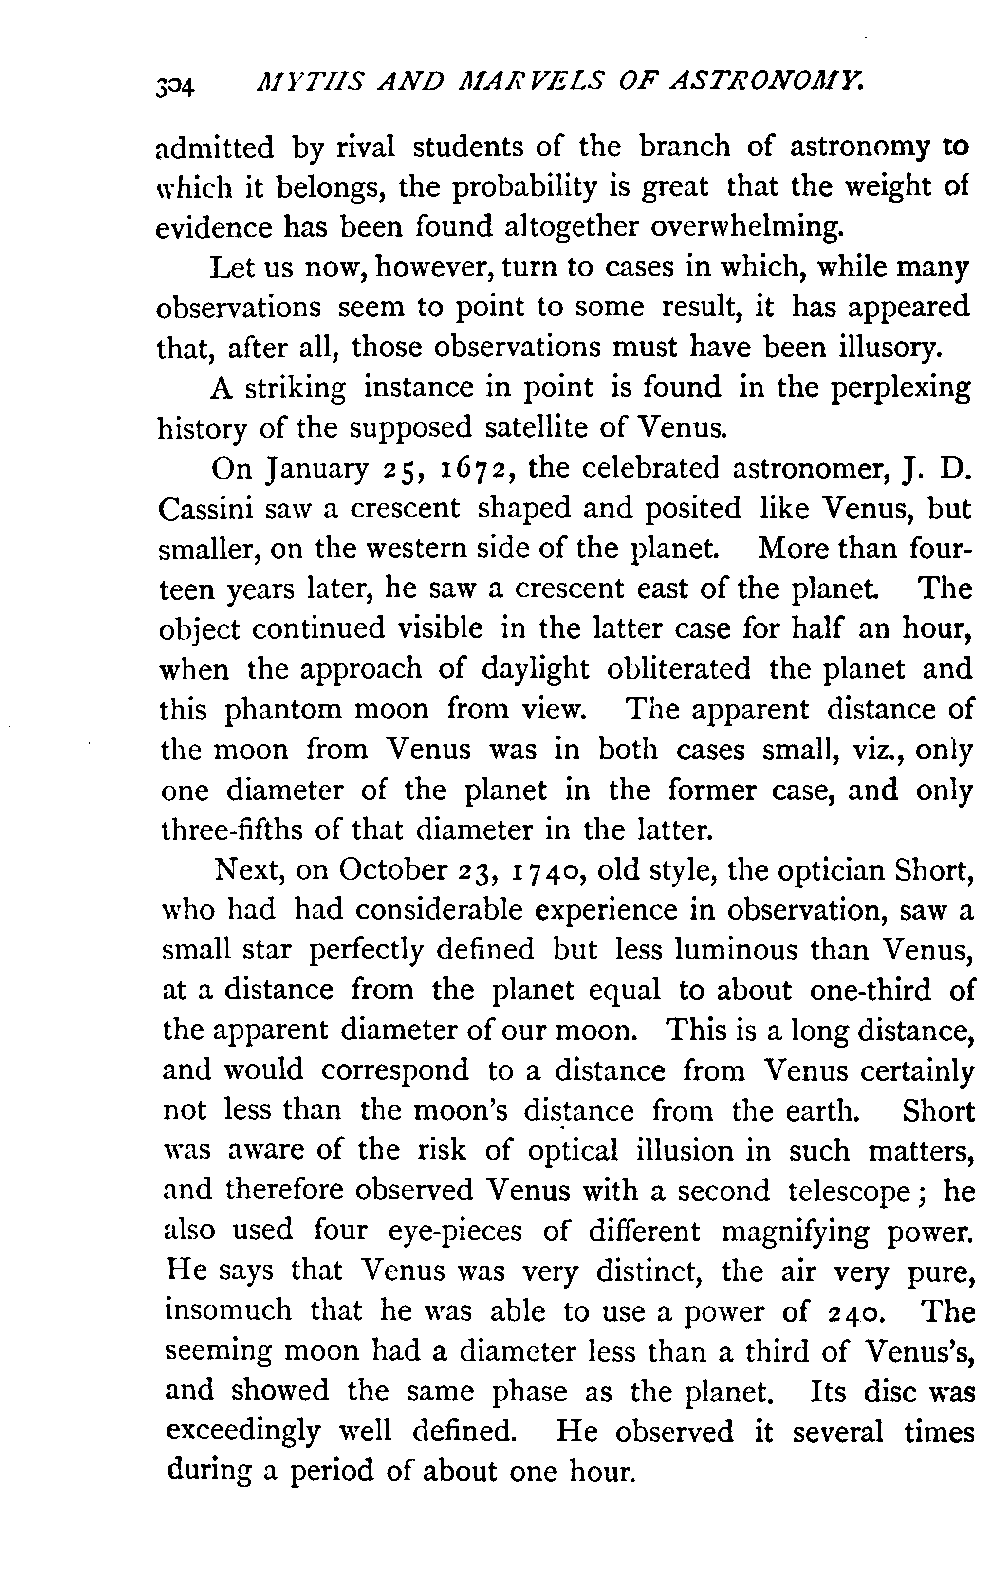 304 MYTHS AND MARVELS OF ASTRONOMY.
admitted by rival students of the branch of astronomy to
which it belongs, the probability is great that the weight of
evidence has been found altogether overwhelming.
Let us now, however, turn to cases in which, while many
observations seem to point to some result, it has appeared
that, after all, those observations must have been illusory.
A striking instance in point is found in the perplexing
history of the supposed satellite of Venus.
On January 25, 1672, the celebrated astronomer, J. D.
Cassini saw a crescent shaped and posited like Venus, but
smaller, on the western side of the planet. More than four-
teen years later, he saw a crescent east of the planet. The
object continued visible in the latter case for half an hour,
when the approach of daylight obliterated the planet and
this phantom moon from view. The apparent distance of
the moon from Venus was in both cases small, viz., only
one diameter of the planet in the former case, and only
three-fifths of that diameter in the latter.
Next, on October 23, 1740, old style, the optician Short,
who had had considerable experience in observation, saw a
small star perfectly defined but less luminous than Venus,
at a distance from the planet equal to about one-third of
the apparent diameter of our moon. This is a long distance,
and would correspond to a distance from Venus certainly
not less than the moon's distance from the earth. Short
was aware of the risk of optical illusion in such matters,
and therefore observed Venus with a second telescope; he
also used four eye-pieces of different magnifying power.
He says that Venus was very distinct, the air very pure,
insomuch that he was able to use a power of 240. The
seeming moon had a diameter less than a third of Venus's,
and showed the same phase as the planet. Its disc was
exceedingly well defined. He observed it several times
during a period of about one hour.